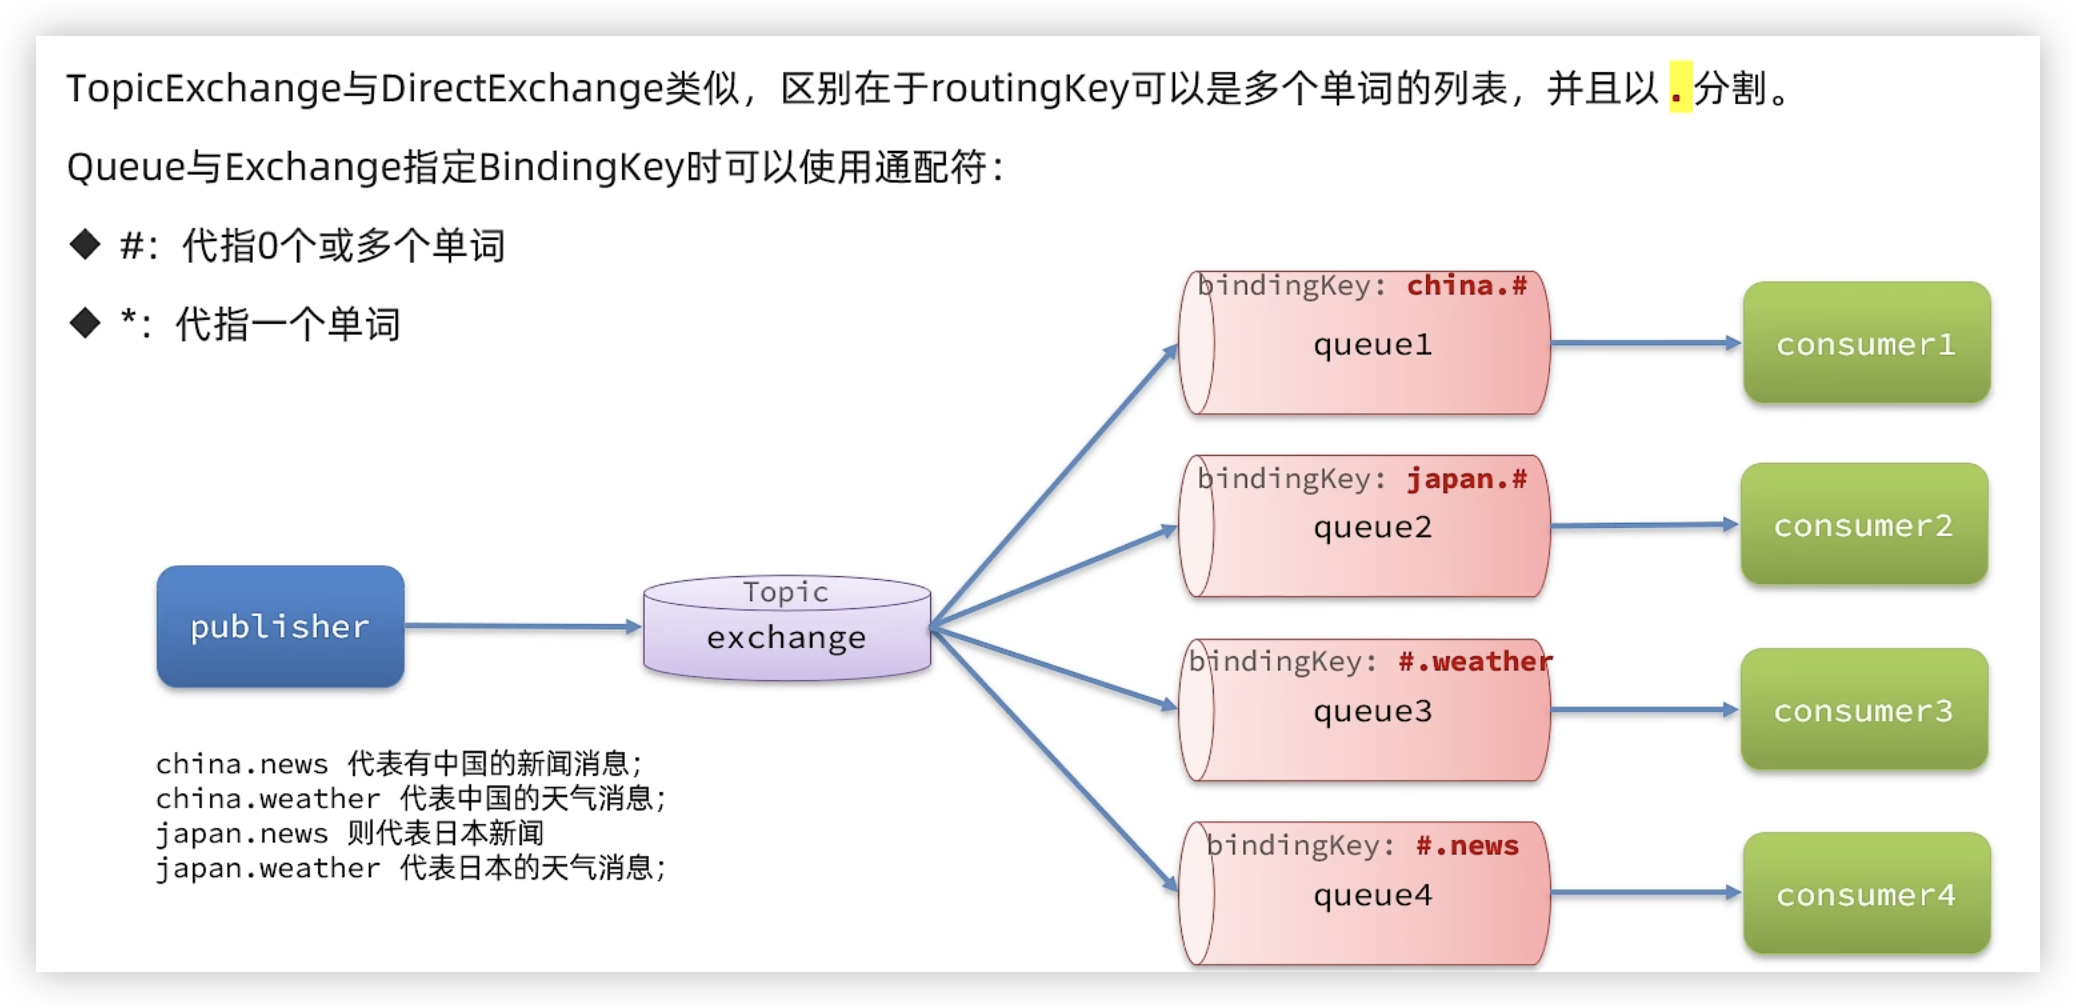 TopicExchange与DirectExchange类似，区别在于routingKey可以是多个单词的列表，并且以 . 分割。
Queue与Exchange指定BindingKey时可以使用通配符：
◆ #：代指0个或多个单词
◆ *：代指一个单词
bindingKey: china.#
queue1
consumer1
bindingKey: japan.#
queue2
consumer2
publisher
Topic
exchange
bindingKey: #.weather
queue3
consumer3
bindingKey: #.news
queue4
consumer4
china.news 代表有中国的新闻消息；
china.weather 代表中国的天气消息；
japan.news 则代表日本新闻
japan.weather 代表日本的天气消息；